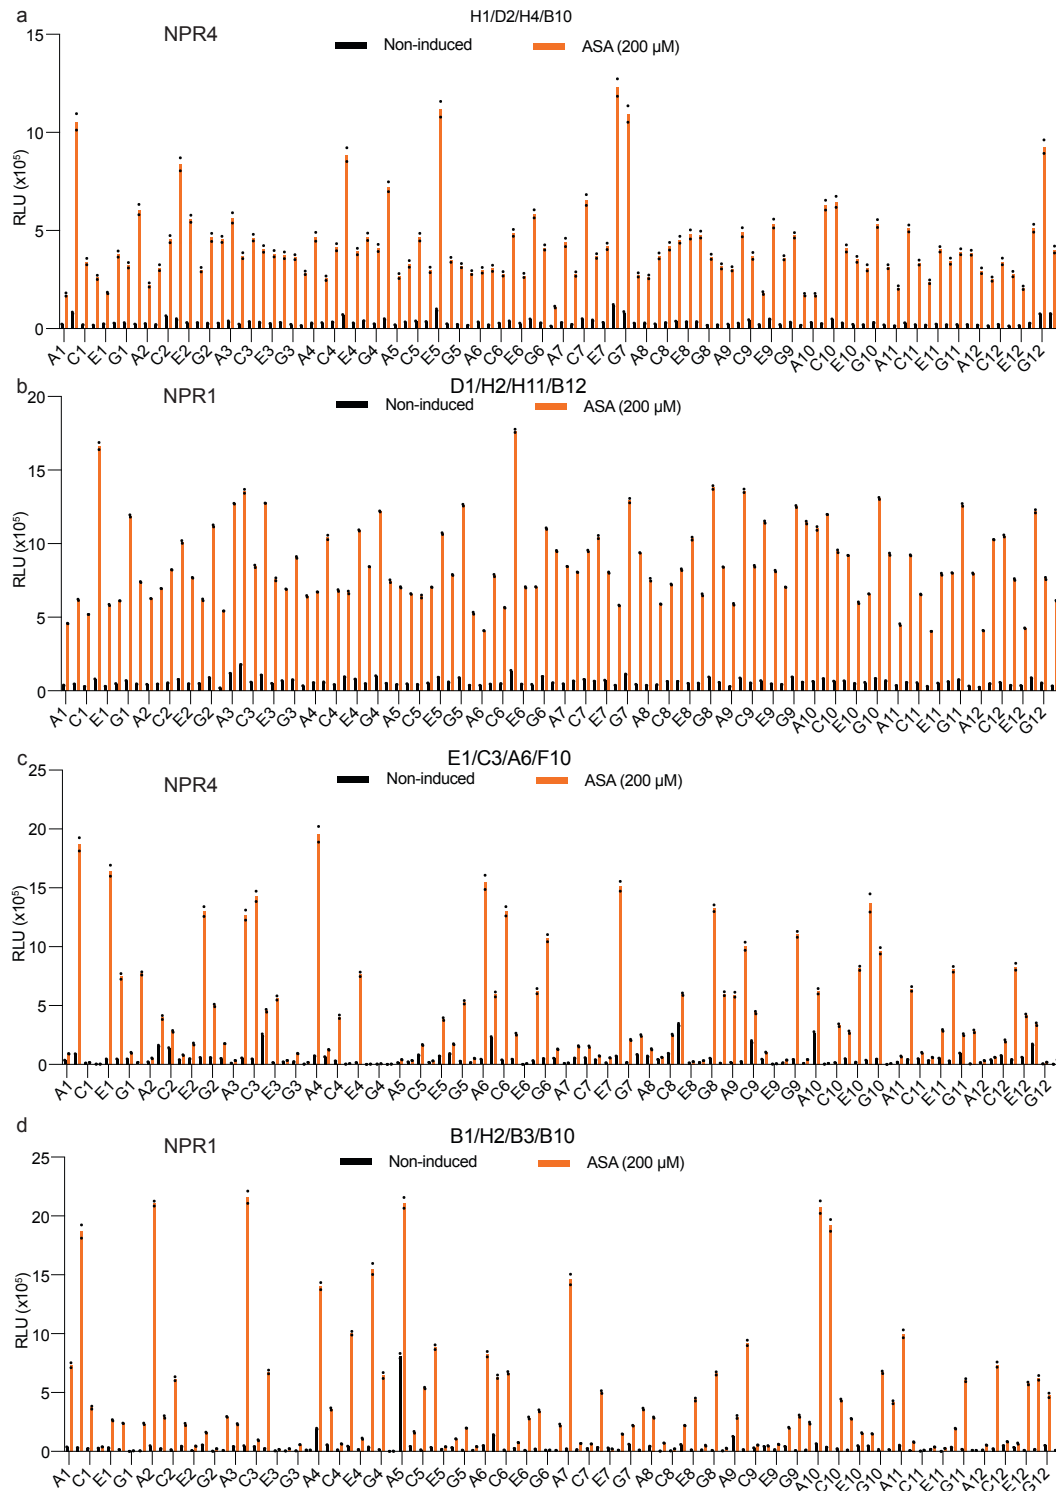 a
H1/D2/H4/B10
NPR4
Non-induced
ASA (200 µM)
RLU (x10⁵)
15
10
5
0
A1 C1 E1 G1 A2 C2 E2 G2 A3 C3 E3 G3 A4 C4 E4 G4 A5 C5 E5 G5 A6 C6 E6 G6 A7 C7 E7 G7 A8 C8 E8 G8 A9 C9 E9 G9 A10 C10 E10 G10 A11 C11 E11 G11 A12 C12 E12 G12
b
D1/H2/H11/B12
NPR1
Non-induced
ASA (200 µM)
RLU (x10⁵)
20
15
10
5
0
A1 C1 E1 G1 A2 C2 E2 G2 A3 C3 E3 G3 A4 C4 E4 G4 A5 C5 E5 G5 A6 C6 E6 G6 A7 C7 E7 G7 A8 C8 E8 G8 A9 C9 E9 G9 A10 C10 E10 G10 A11 C11 E11 G11 A12 C12 E12 G12
c
E1/C3/A6/F10
NPR4
Non-induced
ASA (200 µM)
RLU (x10⁵)
25
20
15
10
5
0
A1 C1 E1 G1 A2 C2 E2 G2 A3 C3 E3 G3 A4 C4 E4 G4 A5 C5 E5 G5 A6 C6 E6 G6 A7 C7 E7 G7 A8 C8 E8 G8 A9 C9 E9 G9 A10 C10 E10 G10 A11 C11 E11 G11 A12 C12 E12 G12
d
B1/H2/B3/B10
NPR1
Non-induced
ASA (200 µM)
RLU (x10⁵)
25
20
15
10
5
0
A1 C1 E1 G1 A2 C2 E2 G2 A3 C3 E3 G3 A4 C4 E4 G4 A5 C5 E5 G5 A6 C6 E6 G6 A7 C7 E7 G7 A8 C8 E8 G8 A9 C9 E9 G9 A10 C10 E10 G10 A11 C11 E11 G11 A12 C12 E12 G12